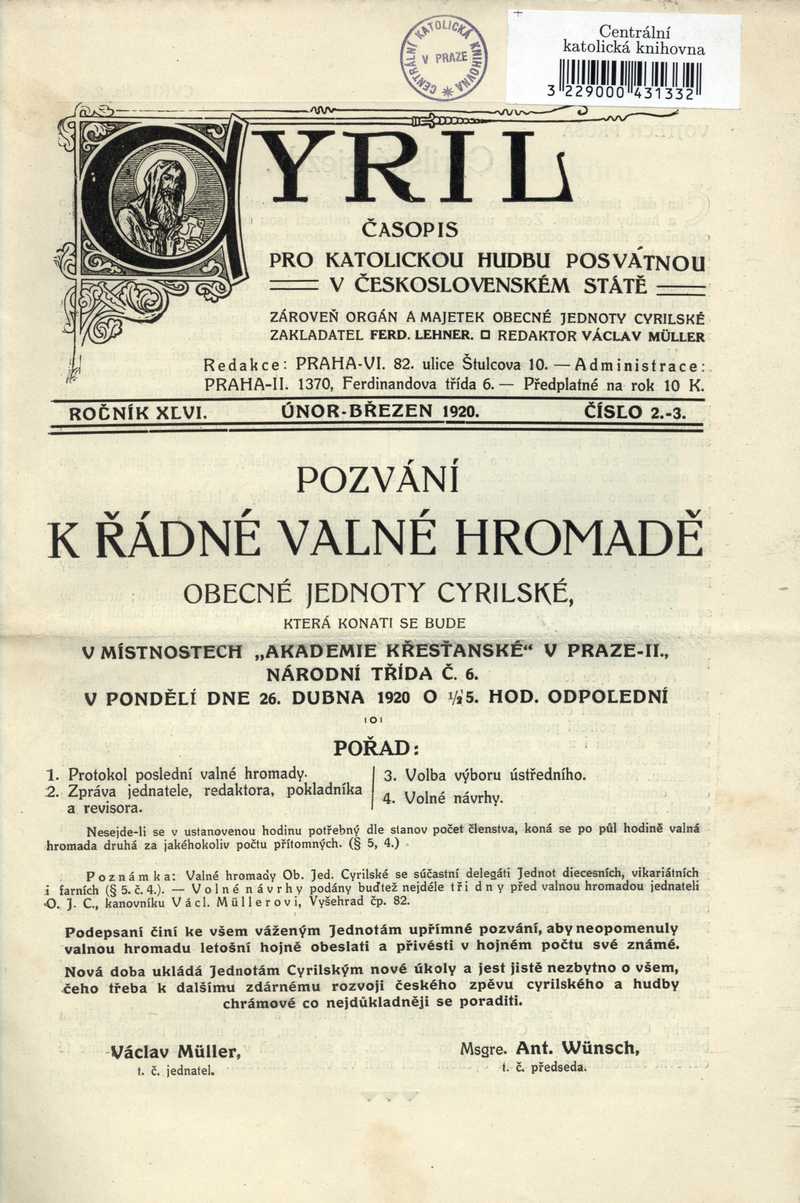 CENTRÁLNÍ KATOLICKÁ KNIHOVNA
V PRAZE
Centrální
katolická knihovna
3 229000 431332
CYRIL
ČASOPIS
PRO KATOLICKOU HUDBU POSVÁTNOU
V ČESKOSLOVENSKÉM STÁTĚ
ZÁROVEŇ ORGÁN A MAJETEK OBECNÉ JEDNOTY CYRILSKÉ
ZAKLADATEL FERD. LEHNER. REDAKTOR VÁCLAV MÜLLER
Redakce: PRAHA-VI. 82. ulice Štulcova 10. — Administrace:
PRAHA-II. 1370, Ferdinandova třída 6. — Předplatné na rok 10 K.
ROČNÍK XLVI. ÚNOR-BŘEZEN 1920. ČÍSLO 2.-3.
POZVÁNÍ
K ŘÁDNÉ VALNÉ HROMADĚ
OBECNÉ JEDNOTY CYRILSKÉ,
KTERÁ KONATI SE BUDE
V MÍSTNOSTECH „AKADEMIE KŘESŤANSKÉ“ V PRAZE-II.,
NÁRODNÍ TŘÍDA Č. 6.
V PONDĚLÍ DNE 26. DUBNA 1920 O ½5. HOD. ODPOLEDNÍ
POŘAD:
1. Protokol poslední valné hromady.
2. Zpráva jednatele, redaktora, pokladníka
a revisora.
3. Volba výboru ústředního.
4. Volné návrhy.
Nesejde-li se v ustanovenou hodinu potřebný dle stanov počet členstva, koná se po půl hodině valná
hromada druhá za jakéhokoliv počtu přítomných. (§ 5, 4.)
Poznámka: Valné hromady Ob. Jed. Cyrilské se súčastní delegáti Jednot diecesních, vikariátních
i farních (§ 5. č. 4.). — Volné návrhy podány buďtež nejdéle tři dny před valnou hromadou jednateli
O. J. C., kanovníku Václ. Müllerovi, Vyšehrad čp. 82.
Podepsaní činí ke všem váženým Jednotám upřímné pozvání, aby neopomenuly
valnou hromadu letošní hojně obeslati a přivésti v hojném počtu své známé.
Nová doba ukládá Jednotám Cyrilským nové úkoly a jest jistě nezbytno o všem,
čeho třeba k dalšímu zdárnému rozvoji českého zpěvu cyrilského a hudby
chrámové co nejdůkladněji se poraditi.
Václav Müller,
t. č. jednatel.
Msgre. Ant. Wünsch,
t. č. předseda.